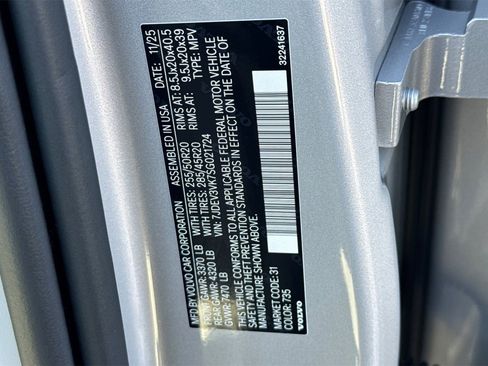 MFD BY VOLVO CAR CORPORATION ASSEMBLED IN USA DATE: 11/25
FRONT GAWR: 3370 LB WITH TIRES: 255/50R20 RIMS AT: 8.5Jx20x40.5
REAR GAWR: 4320 LB WITH TIRES: 285/45R20 RIMS AT: 9.5Jx20x39
GVWR: 7470 LB VIN: 7JDEV3VK7SG021724 TYPE: MPV
THIS VEHICLE CONFORMS TO ALL APPLICABLE FEDERAL MOTOR VEHICLE
SAFETY AND THEFT PREVENTION STANDARDS IN EFFECT ON THE DATE OF
MANUFACTURE SHOWN ABOVE.
MARKET CODE:31
COLOR: 735
VOLVO
32241637